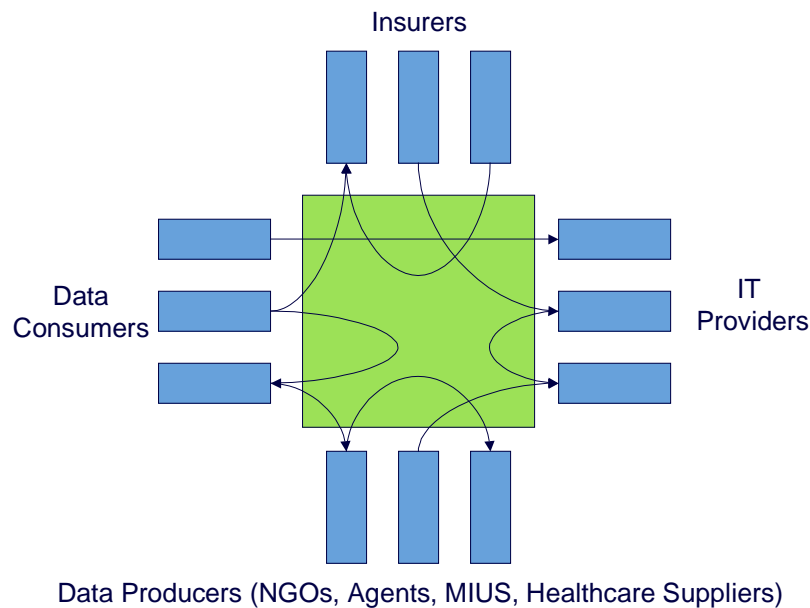 Insurers
Data
Consumers
IT
Providers
Data Producers (NGOs, Agents, MIUS, Healthcare Suppliers)